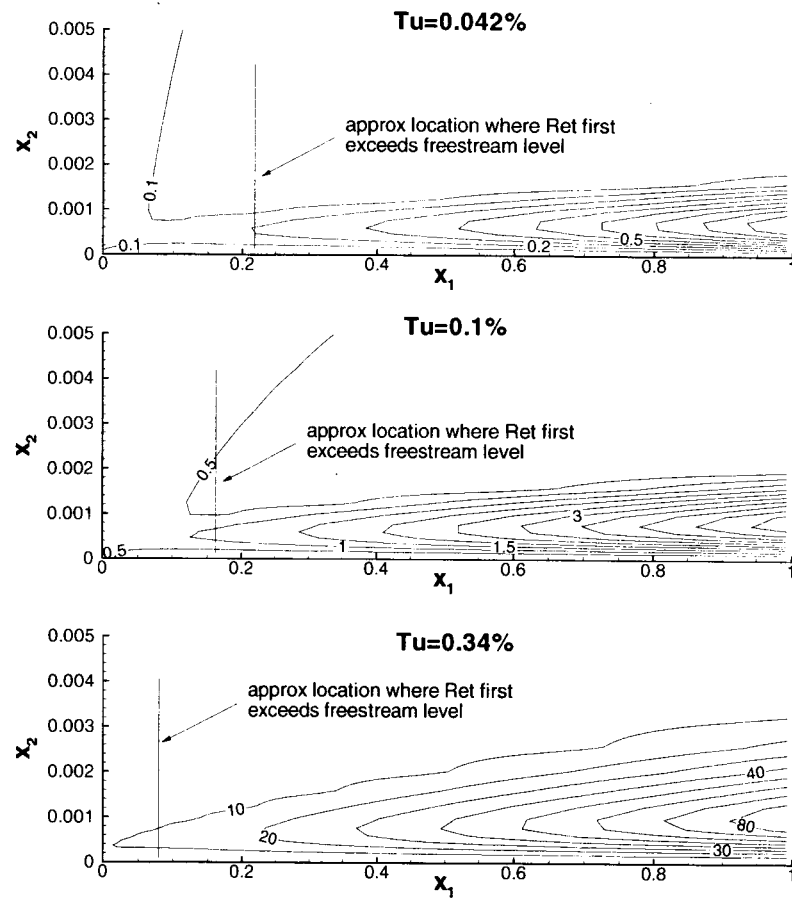 Tu=0.042%
0.005
0.004
0.003
0.002
0.001
0
X2
approx location where Ret first
exceeds freestream level
0.1
0.1
0.2
0.5
0 0.2 0.4 0.6 0.8 1
X1
Tu=0.1%
0.005
0.004
0.003
0.002
0.001
0
X2
approx location where Ret first
exceeds freestream level
0.5
3
0.5
1
1.5
0 0.2 0.4 0.6 0.8 1
X1
Tu=0.34%
0.005
0.004
0.003
0.002
0.001
0
X2
approx location where Ret first
exceeds freestream level
40
10
80
20
30
0 0.2 0.4 0.6 0.8 1
X1